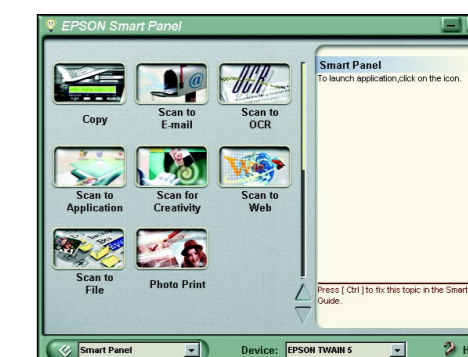 EPSON Smart Panel
Smart Panel
To launch application,click on the icon.
Copy
Scan to
E-mail
Scan to
OCR
Scan to
Application
Scan for
Creativity
Scan to
Web
Scan to
File
Photo Print
Press [ Ctrl ] to fix this topic in the Smart
Guide.
Smart Panel
Device: EPSON TWAIN 5